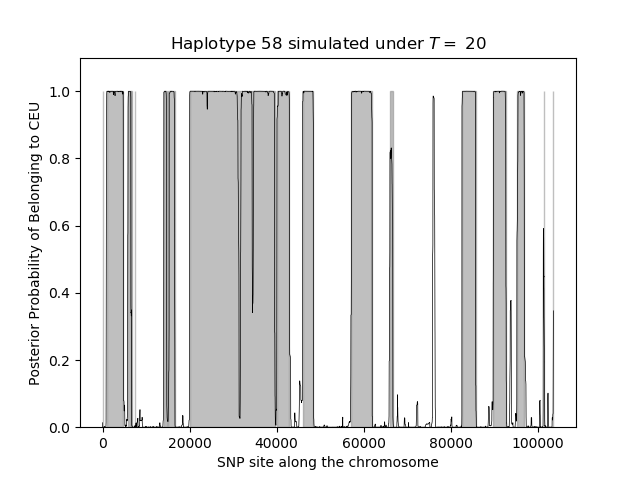 Haplotype 58 simulated under T = 20
Posterior Probability of Belonging to CEU
1.0
0.8
0.6
0.4
0.2
0.0
0 20000 40000 60000 80000 100000
SNP site along the chromosome